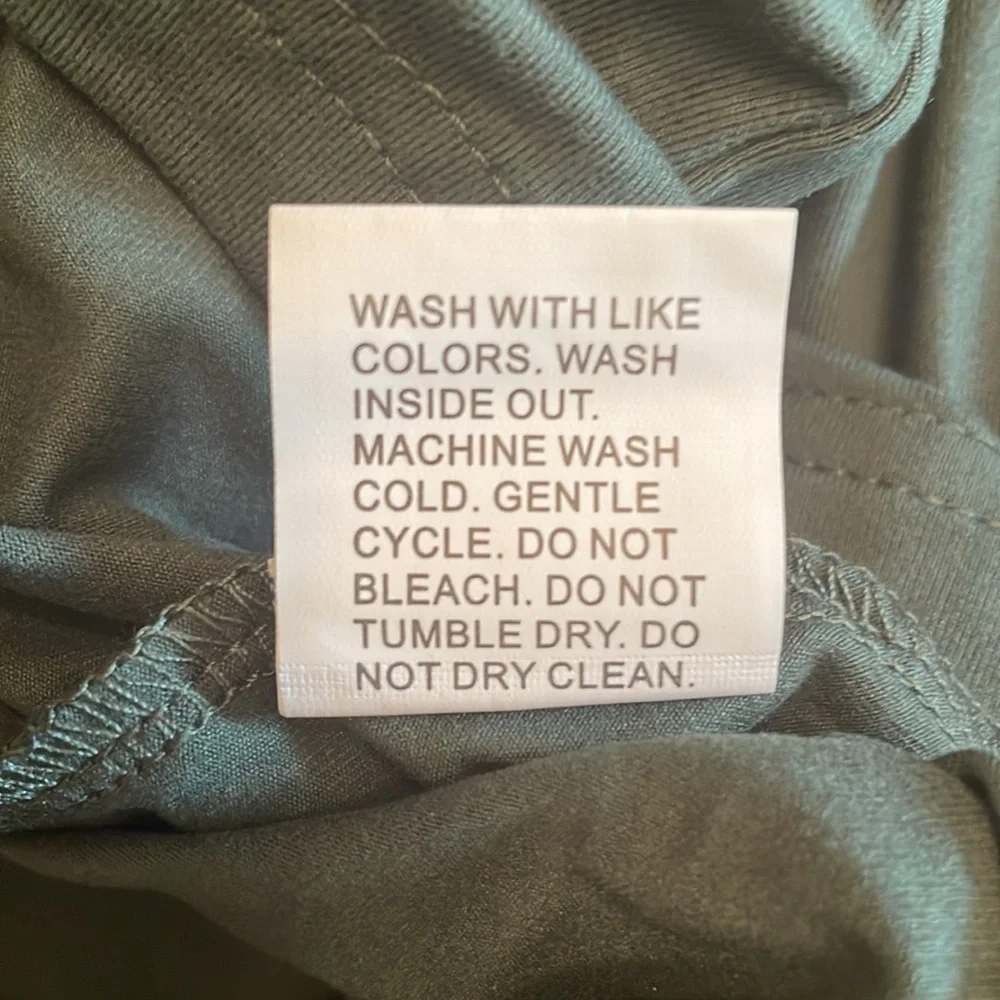 WASH WITH LIKE
COLORS. WASH
INSIDE OUT.
MACHINE WASH
COLD. GENTLE
CYCLE. DO NOT
BLEACH. DO NOT
TUMBLE DRY. DO
NOT DRY CLEAN.